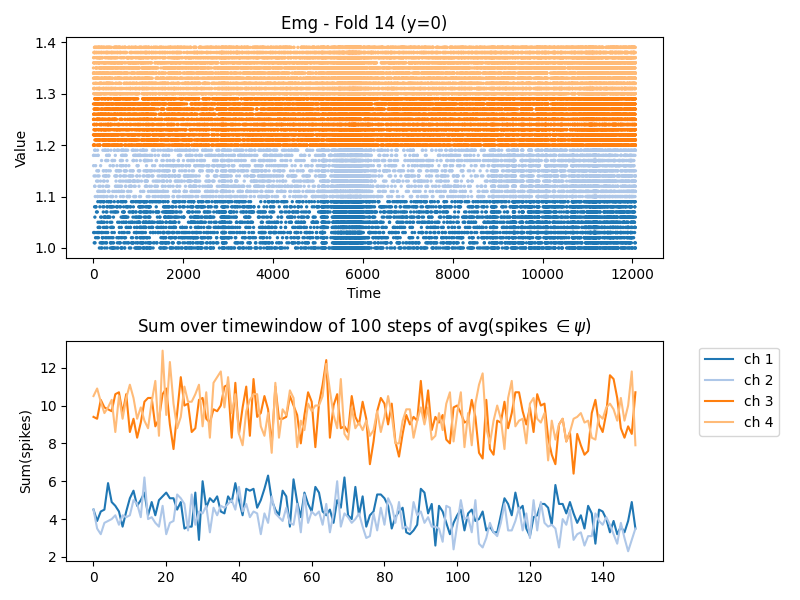 Emg - Fold 14 (y=0)
1.4
1.3
1.2
1.1
1.0
Value
0 2000 4000 6000 8000 10000 12000
Time
Sum over timewindow of 100 steps of avg(spikes ∈ ψ)
12
10
8
6
4
2
Sum(spikes)
0 20 40 60 80 100 120 140
ch 1
ch 2
ch 3
ch 4